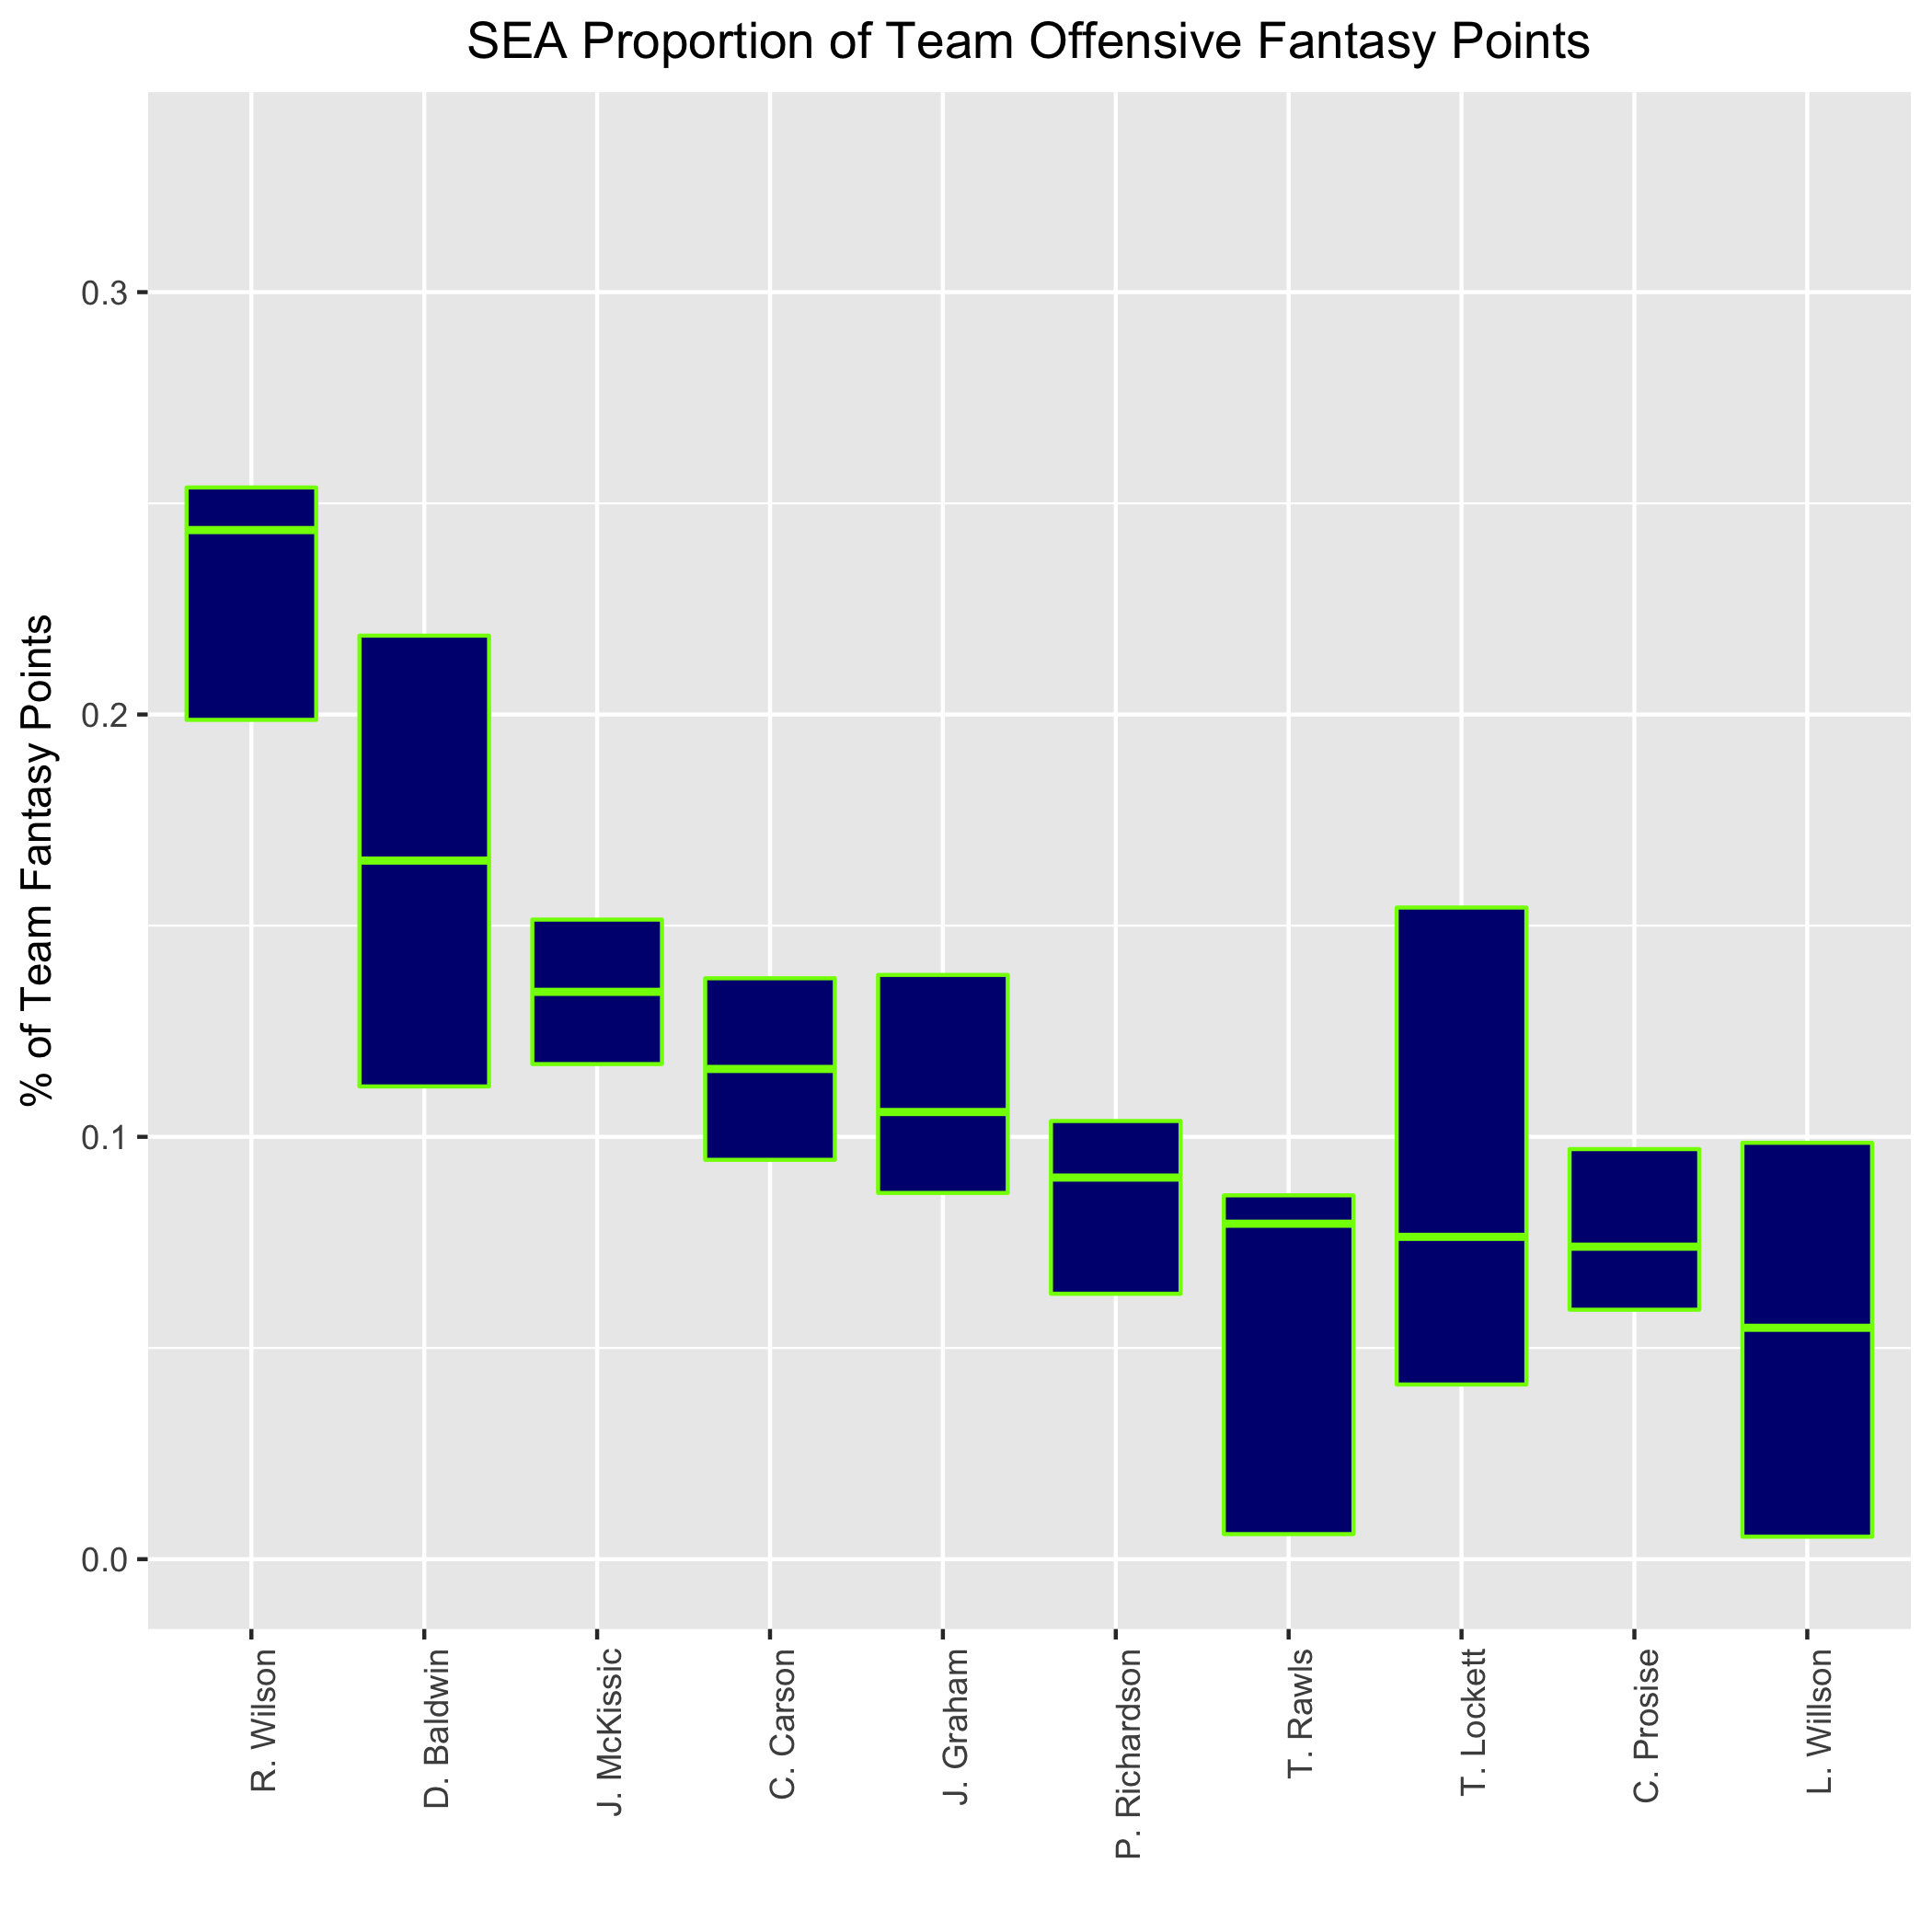 SEA Proportion of Team Offensive Fantasy Points
% of Team Fantasy Points
0.3
0.2
0.1
0.0
R. Wilson
D. Baldwin
J. McKissic
C. Carson
J. Graham
P. Richardson
T. Rawls
T. Lockett
C. Prosise
L. Willson